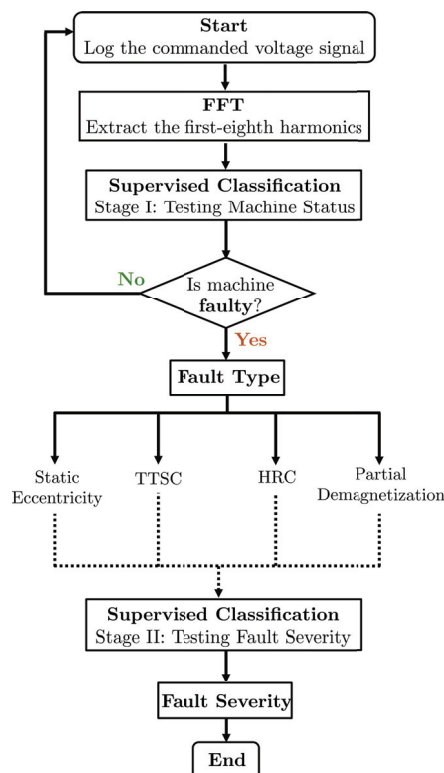 Start
Log the commanded voltage signal
FFT
Extract the first-eighth harmonics
Supervised Classification
Stage I: Testing Machine Status
No
Is machine
faulty?
Yes
Fault Type
Static
Eccentricity
TTSC
HRC
Partial
Demagnetization
Supervised Classification
Stage II: Testing Fault Severity
Fault Severity
End